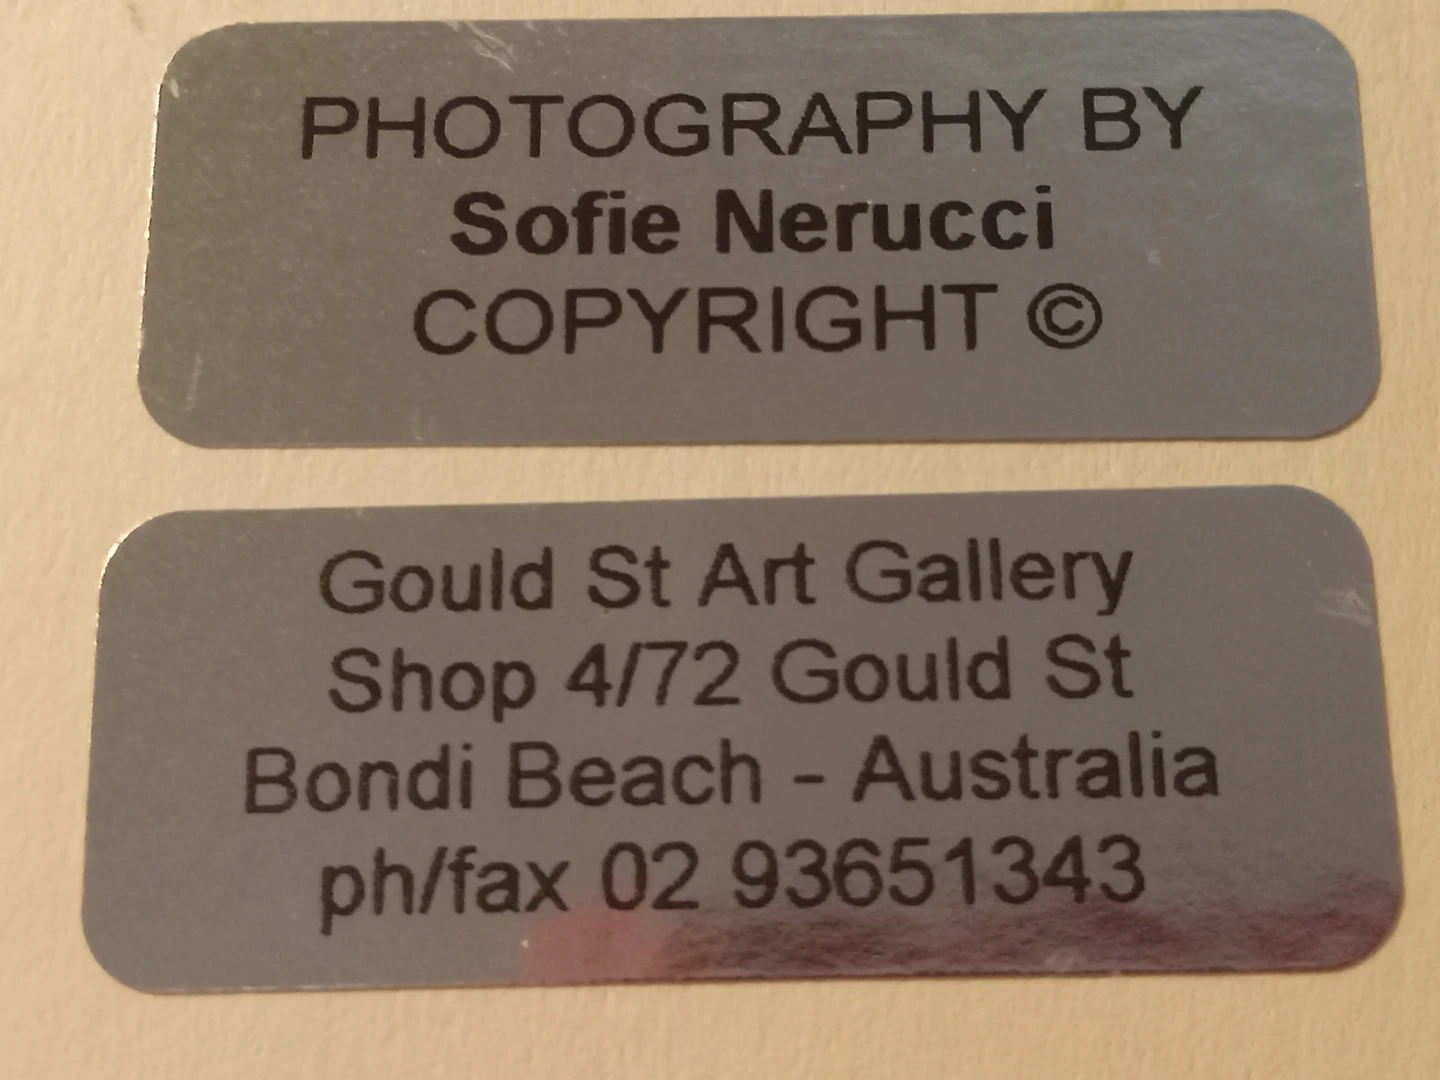 PHOTOGRAPHY BY
Sofie Nerucci
COPYRIGHT ©
Gould St Art Gallery
Shop 4/72 Gould St
Bondi Beach - Australia
ph/fax 02 93651343